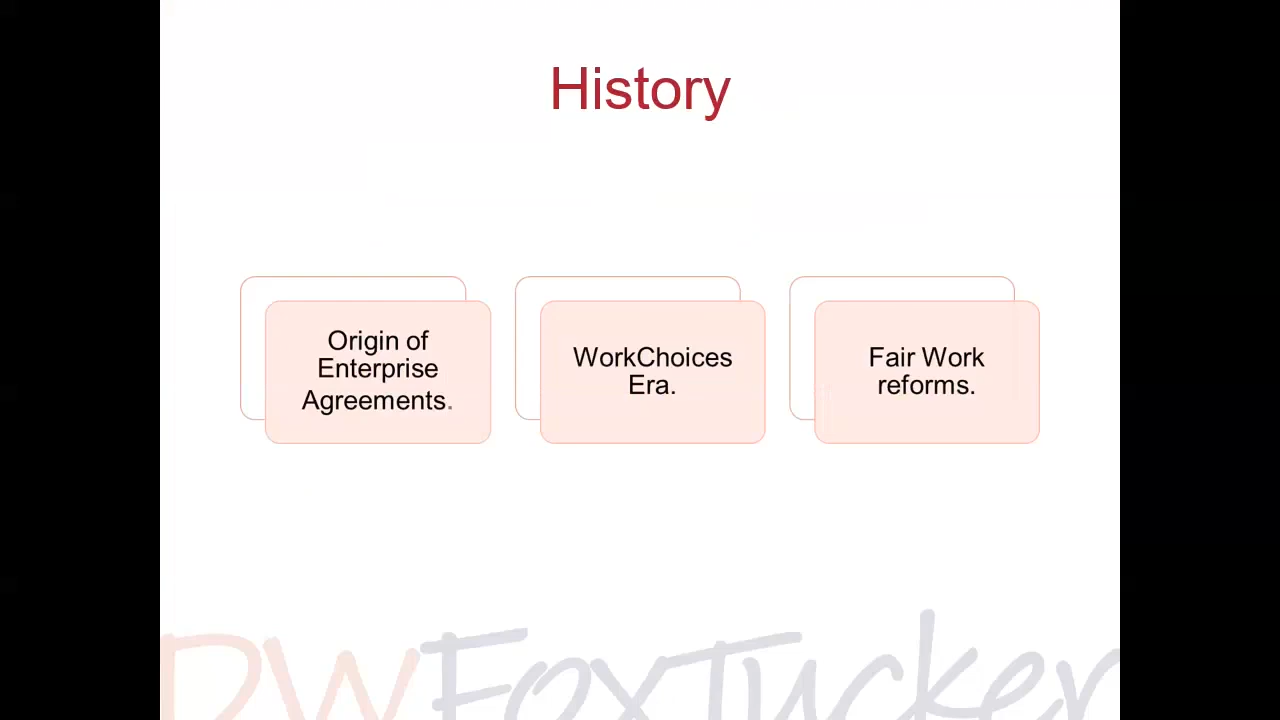 History
Origin of
Enterprise
Agreements.
WorkChoices
Era.
Fair Work
reforms.
DWFoxTucker